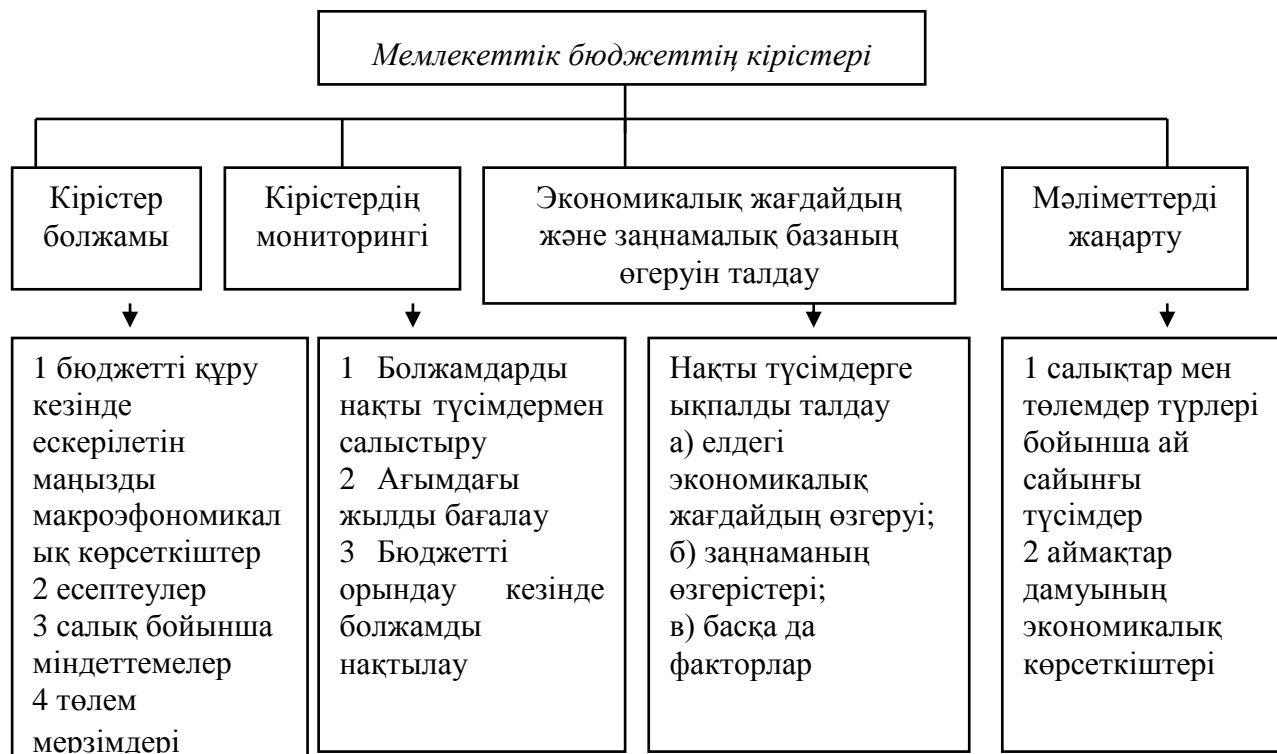 Мемлекеттік бюджеттің кірістері
Кірістер
болжамы
Кірістердің
мониторингі
Экономикалық жағдайдың
және заңнамалық базаның
өгеруін талдау
Мәліметтерді
жаңарту
1 бюджетті құру
кезінде
ескерілетін
маңызды
макроэфономикал
ық көрсеткіштер
2 есептеулер
3 салық бойынша
міндеттемелер
4 төлем
мерзімдері
1 Болжамдарды
нақты түсімдермен
салыстыру
2 Ағымдағы
жылды бағалау
3 Бюджетті
орындау кезінде
болжамды
нақтылау
Нақты түсімдерге
ықпалды талдау
а) елдегі
экономикалық
жағдайдың өзгеруі;
б) заңнаманың
өзгерістері;
в) басқа да
факторлар
1 салықтар мен
төлемдер түрлері
бойынша ай
сайынғы
түсімдер
2 аймақтар
дамуының
экономикалық
көрсеткіштері